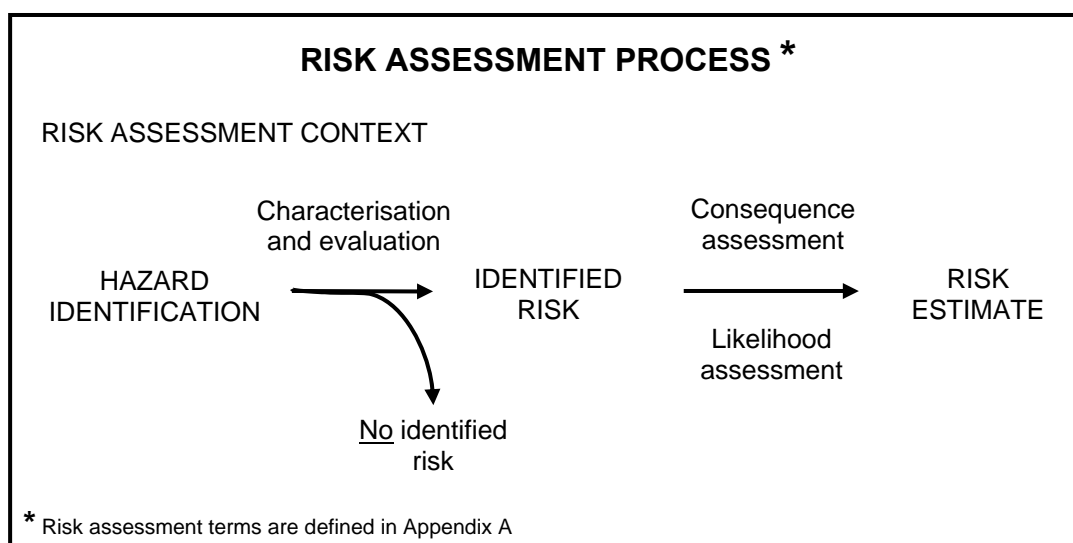 RISK ASSESSMENT PROCESS *
RISK ASSESSMENT CONTEXT
Characterisation
and evaluation
Consequence
assessment
HAZARD
IDENTIFICATION
IDENTIFIED
RISK
RISK
ESTIMATE
Likelihood
assessment
No identified
risk
* Risk assessment terms are defined in Appendix A